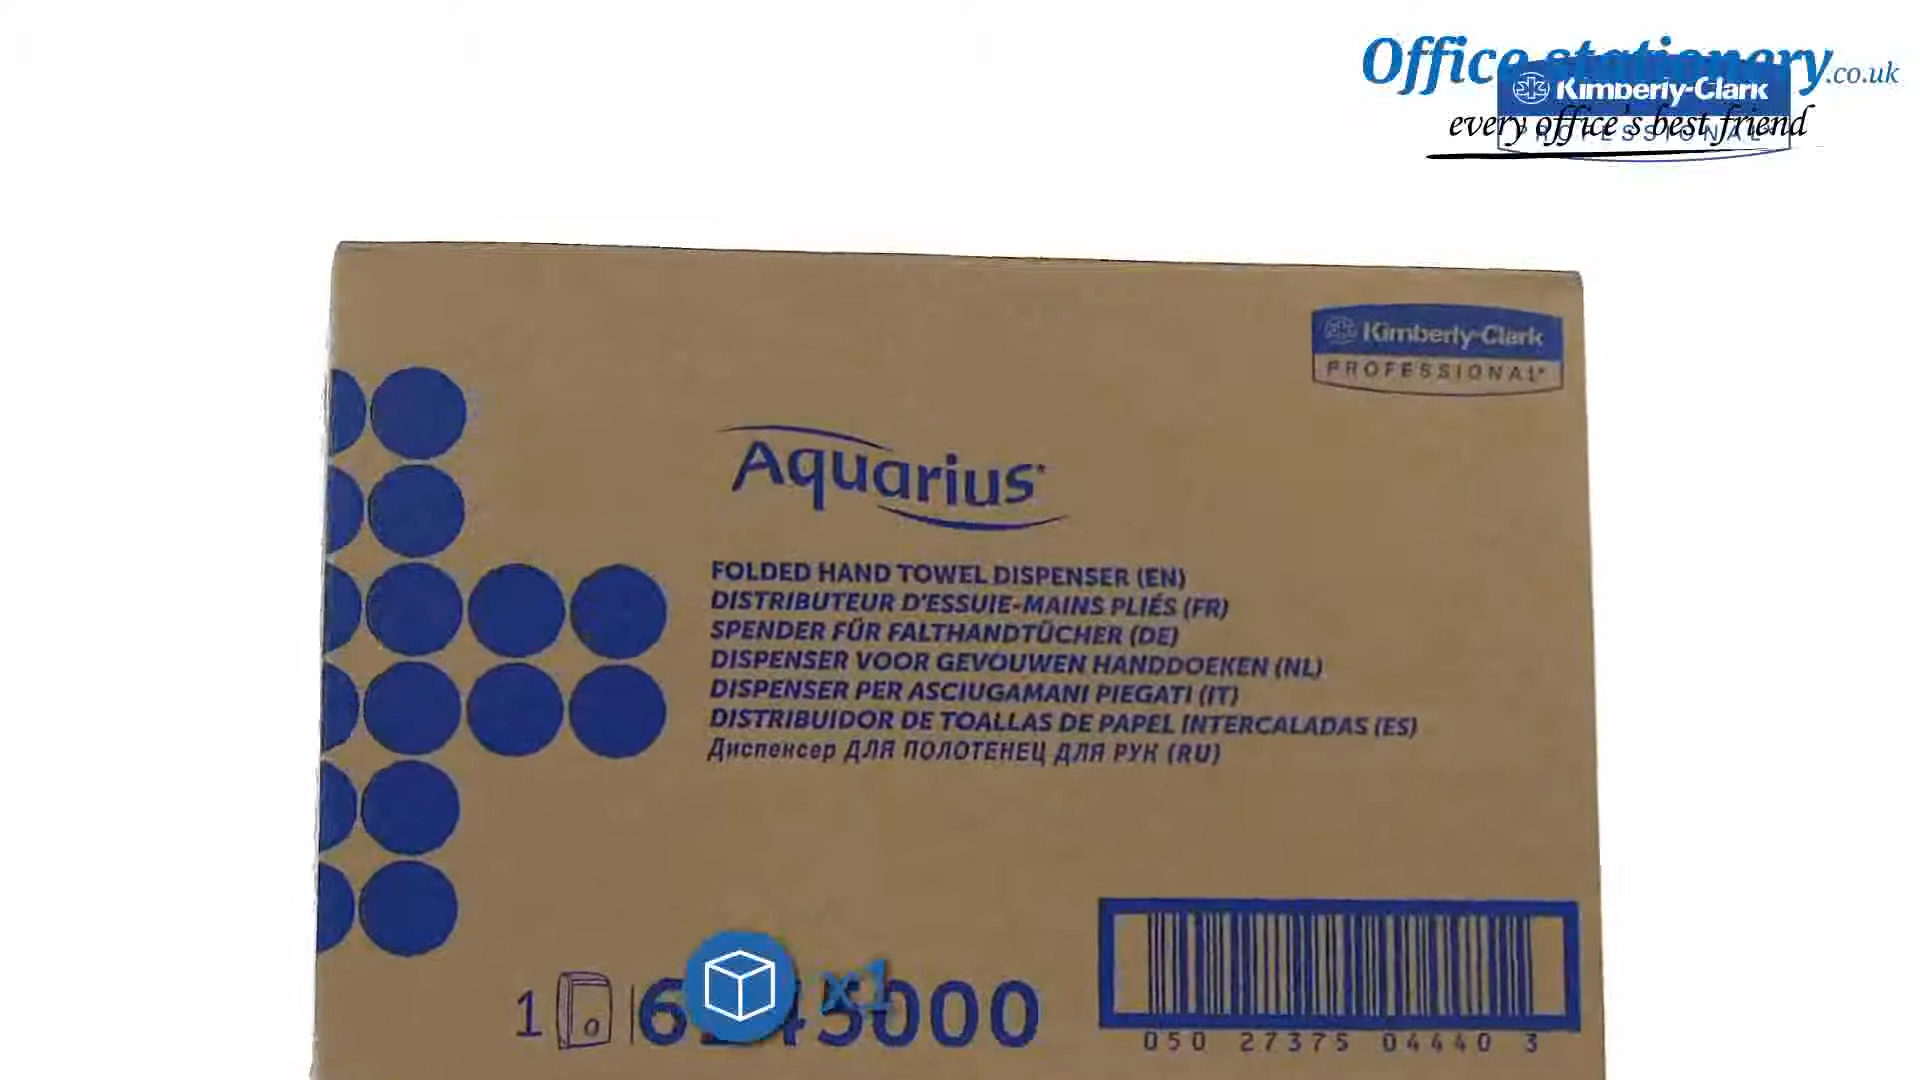 Office stationery.co.uk
Kimberly-Clark
every office's best friend
PROFESSIONAL
Kimberly-Clark
PROFESSIONAL*
Aquarius*
FOLDED HAND TOWEL DISPENSER (EN)
DISTRIBUTEUR D'ESSUIE-MAINS PLIÉS (FR)
SPENDER FÜR FALTHANDTÜCHER (DE)
DISPENSER VOOR GEVOUWEN HANDDOEKEN (NL)
DISPENSER PER ASCIUGAMANI PIEGATI (IT)
DISTRIBUIDOR DE TOALLAS DE PAPEL INTERCALADAS (ES)
Диспенсер ДЛЯ ПОЛОТЕНЕЦ ДЛЯ РУК (RU)
x1
1
050 27375 04440 3